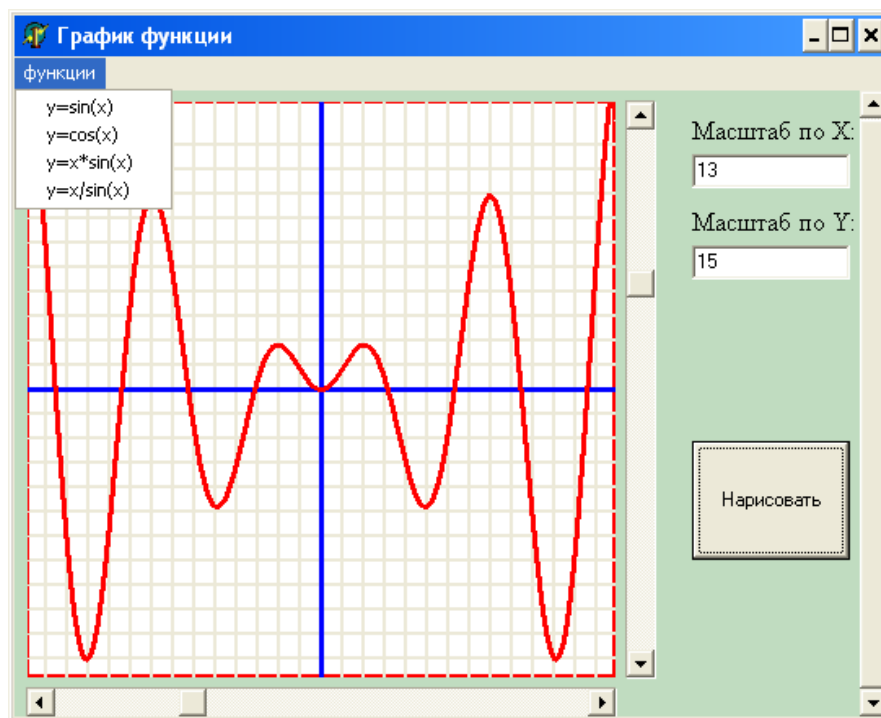 График функции
функции
y=sin(x)
y=cos(x)
y=x*sin(x)
y=x/sin(x)
Масштаб по X:
13
Масштаб по Y:
15
Нарисовать